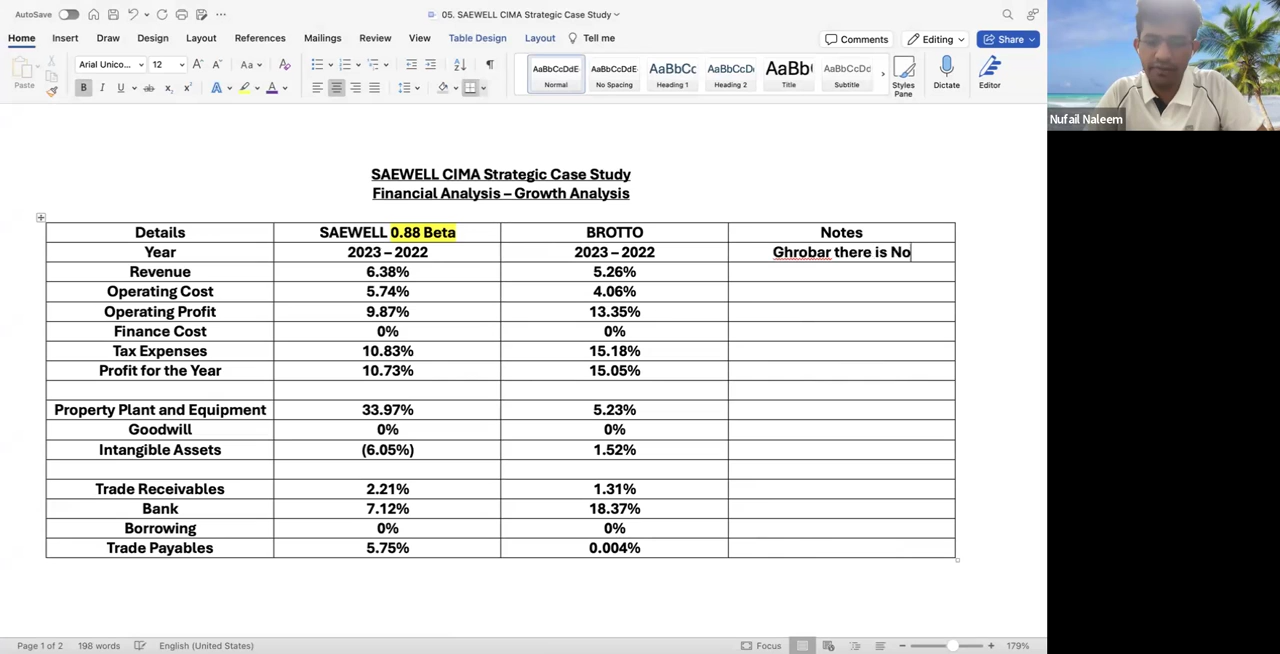 AutoSave
05. SAEWELL CIMA Strategic Case Study
Home Insert Draw Design Layout References Mailings Review View Table Design Layout Tell me
Comments Editing Share
Paste
Arial Unico... 12
AaBbCcDdE AaBbCcDdE AaBbCc AaBbCcD AaBb AaBbCcDd
Normal No Spacing Heading 1 Heading 2 Title Subtitle
Styles Pane Dictate Editor
Nufail Naleem
SAEWELL CIMA Strategic Case Study
Financial Analysis – Growth Analysis
Details SAEWELL 0.88 Beta BROTTO Notes
Year 2023 – 2022 2023 – 2022 Ghrobar there is No
Revenue 6.38% 5.26%
Operating Cost 5.74% 4.06%
Operating Profit 9.87% 13.35%
Finance Cost 0% 0%
Tax Expenses 10.83% 15.18%
Profit for the Year 10.73% 15.05%
Property Plant and Equipment 33.97% 5.23%
Goodwill 0% 0%
Intangible Assets (6.05%) 1.52%
Trade Receivables 2.21% 1.31%
Bank 7.12% 18.37%
Borrowing 0% 0%
Trade Payables 5.75% 0.004%
Page 1 of 2 198 words English (United States) Focus 179%